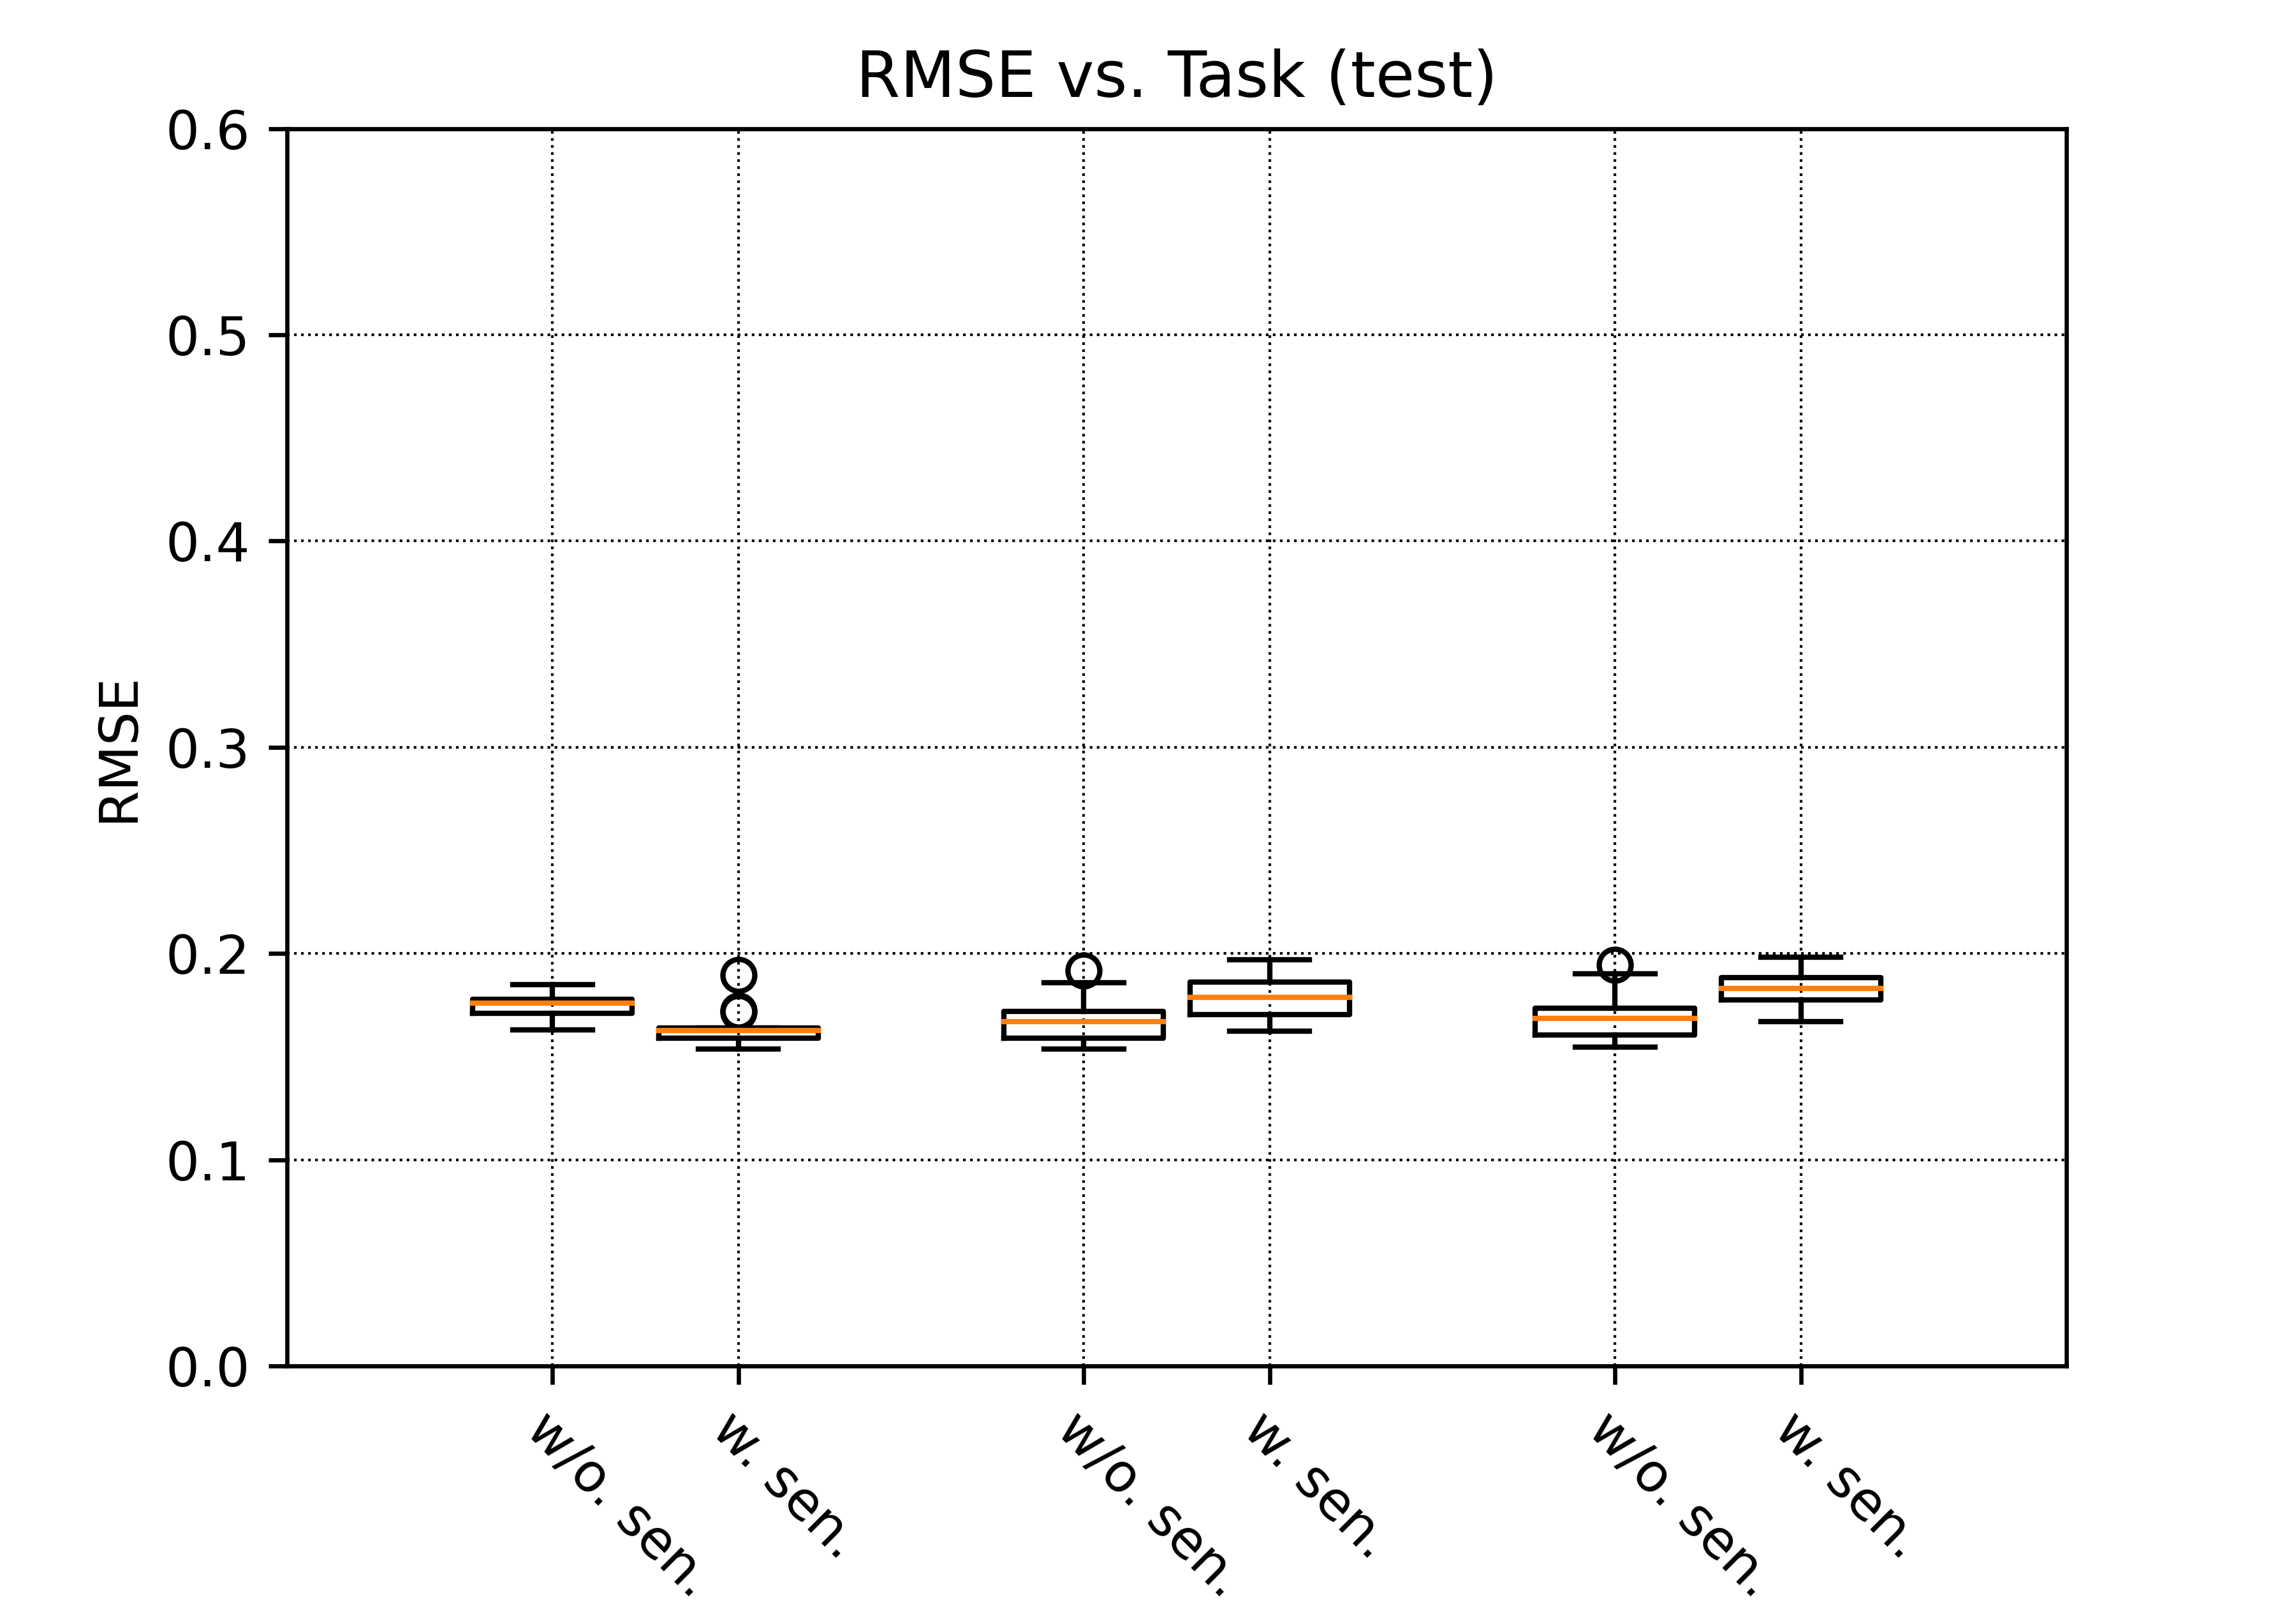 RMSE vs. Task (test)
0.6
0.5
0.4
0.3
0.2
0.1
0.0
RMSE
w/o. sen.
w. sen.
w/o. sen.
w. sen.
w/o. sen.
w. sen.